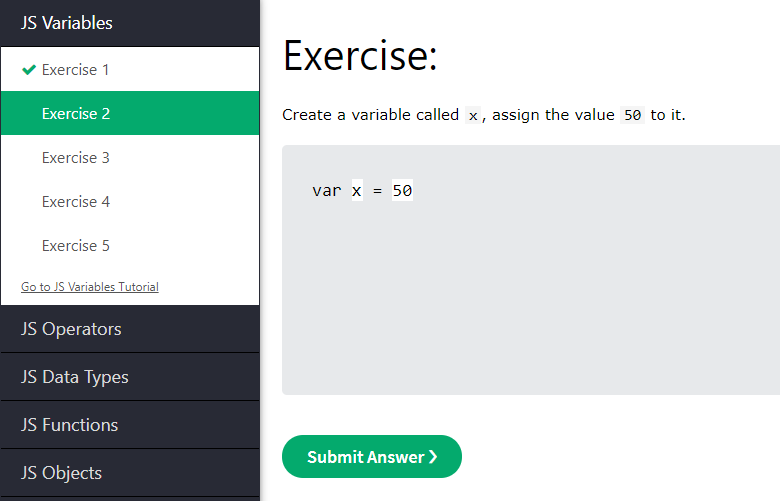 JS Variables
Exercise 1
Exercise 2
Exercise 3
Exercise 4
Exercise 5
Go to JS Variables Tutorial
JS Operators
JS Data Types
JS Functions
JS Objects
Exercise:
Create a variable called x, assign the value 50 to it.
var x = 50
Submit Answer ❯